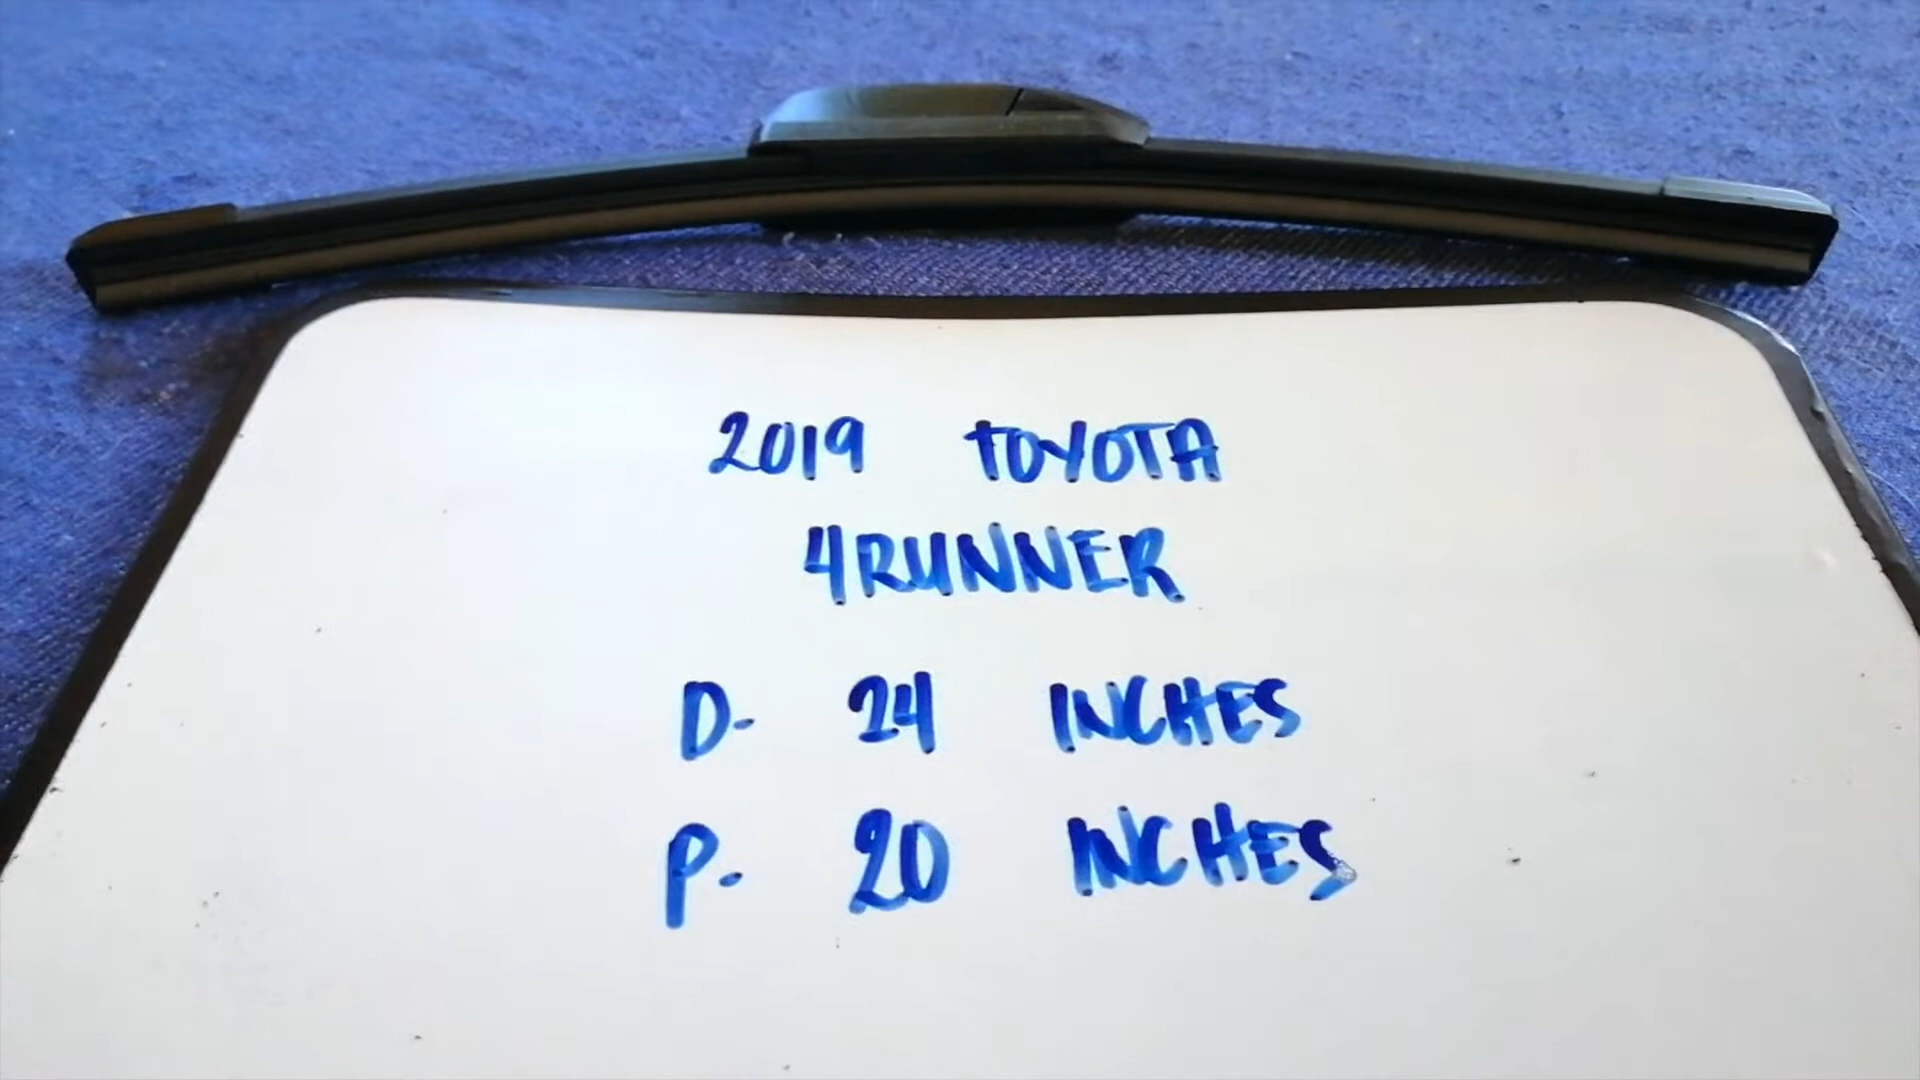 2019 TOYOTA
4RUNNER
D- 24 INCHES
P- 20 INCHES